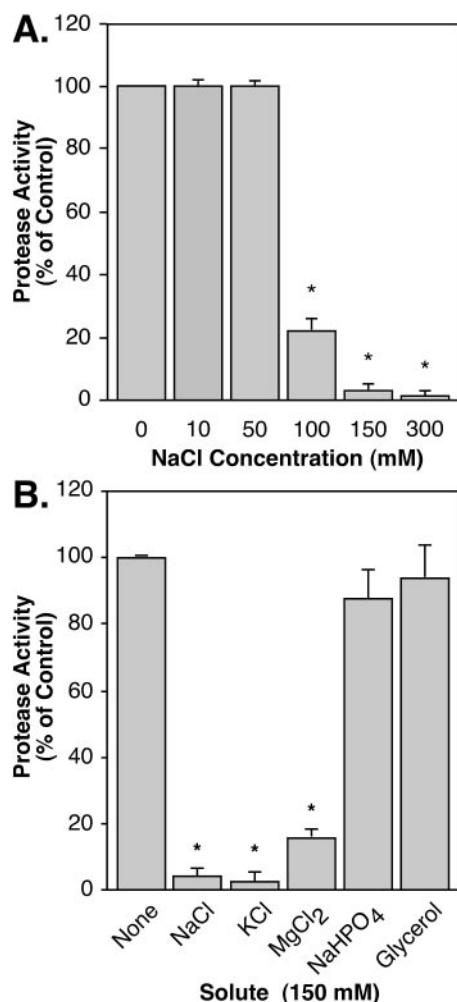 A.
120
100
80
60
40
20
0
Protease Activity
(% of Control)
*
*
*
0 10 50 100 150 300
NaCl Concentration (mM)
B.
120
100
80
60
40
20
0
Protease Activity
(% of Control)
*
*
*
None NaCl KCl MgCl₂ NaHPO₄ Glycerol
Solute (150 mM)